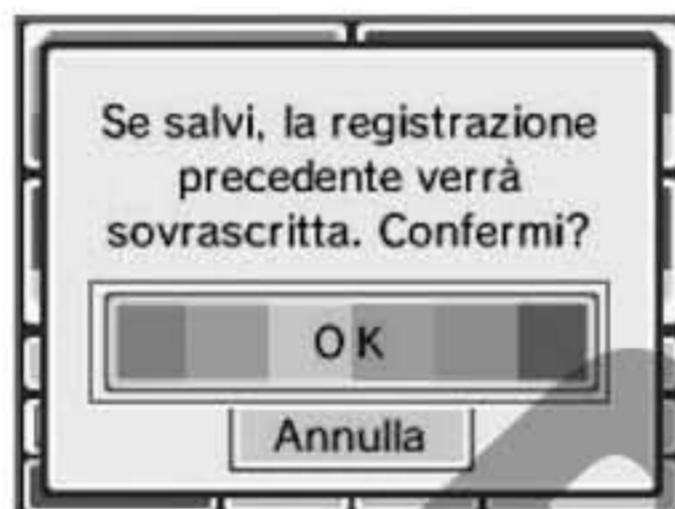 Se salvi, la registrazione
precedente verrà
sovrascritta. Confermi?
OK
Annulla